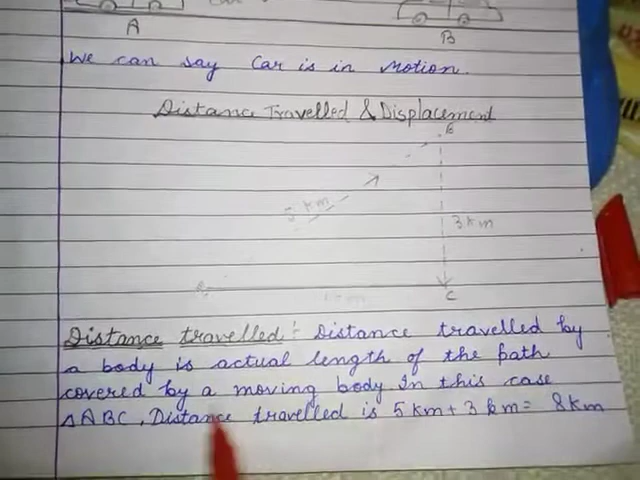 A
B
We can say Car is in Motion.
Distance Travelled & Displacement
B
5 km
3 km
C
Distance travelled :- Distance travelled by
a body is actual length of the path
covered by a moving body In this case
△ABC, Distance travelled is 5 km + 3 km = 8 km